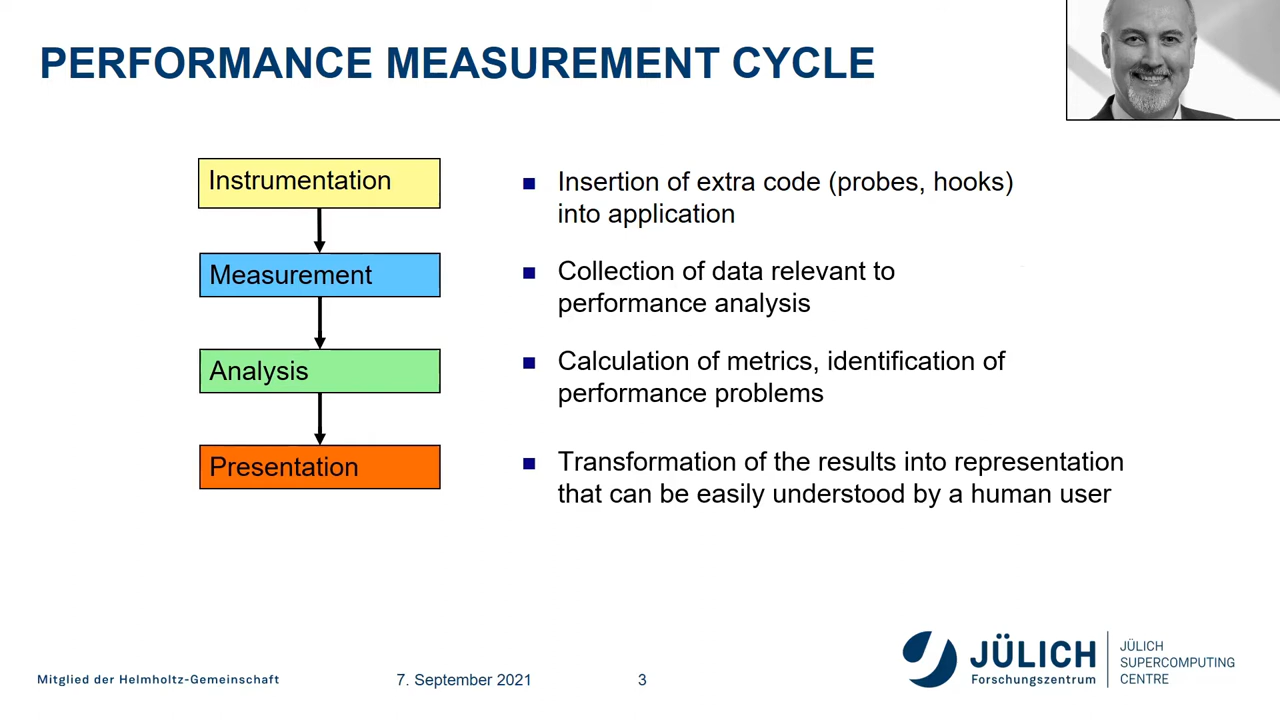 PERFORMANCE MEASUREMENT CYCLE
Instrumentation
Insertion of extra code (probes, hooks)
into application
Measurement
Collection of data relevant to
performance analysis
Analysis
Calculation of metrics, identification of
performance problems
Presentation
Transformation of the results into representation
that can be easily understood by a human user
Mitglied der Helmholtz-Gemeinschaft
7. September 2021
3
JÜLICH
Forschungszentrum
JÜLICH
SUPERCOMPUTING
CENTRE